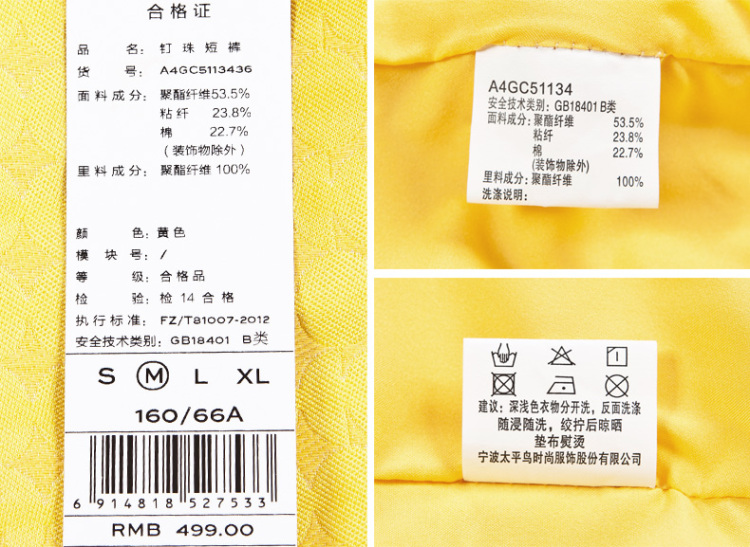 合格证
品 名: 钉珠短裤
货 号: A4GC5113436
面料成分: 聚酯纤维53.5%
粘纤 23.8%
棉 22.7%
(装饰物除外)
里料成分: 聚酯纤维100%
颜 色: 黄色
模 块 号: /
等 级: 合格品
检 验: 检14合格
执行标准: FZ/T81007-2012
安全技术类别: GB18401 B类
S M L XL
160/66A
6 914818 527533
RMB 499.00
A4GC51134
安全技术类别: GB18401 B类
面料成分: 聚酯纤维 53.5%
粘纤 23.8%
棉 22.7%
(装饰物除外)
里料成分: 聚酯纤维 100%
洗涤说明:
建议: 深浅色衣物分开洗, 反面洗涤
随浸随洗, 绞拧后晾晒
垫布熨烫
宁波太平鸟时尚服饰股份有限公司